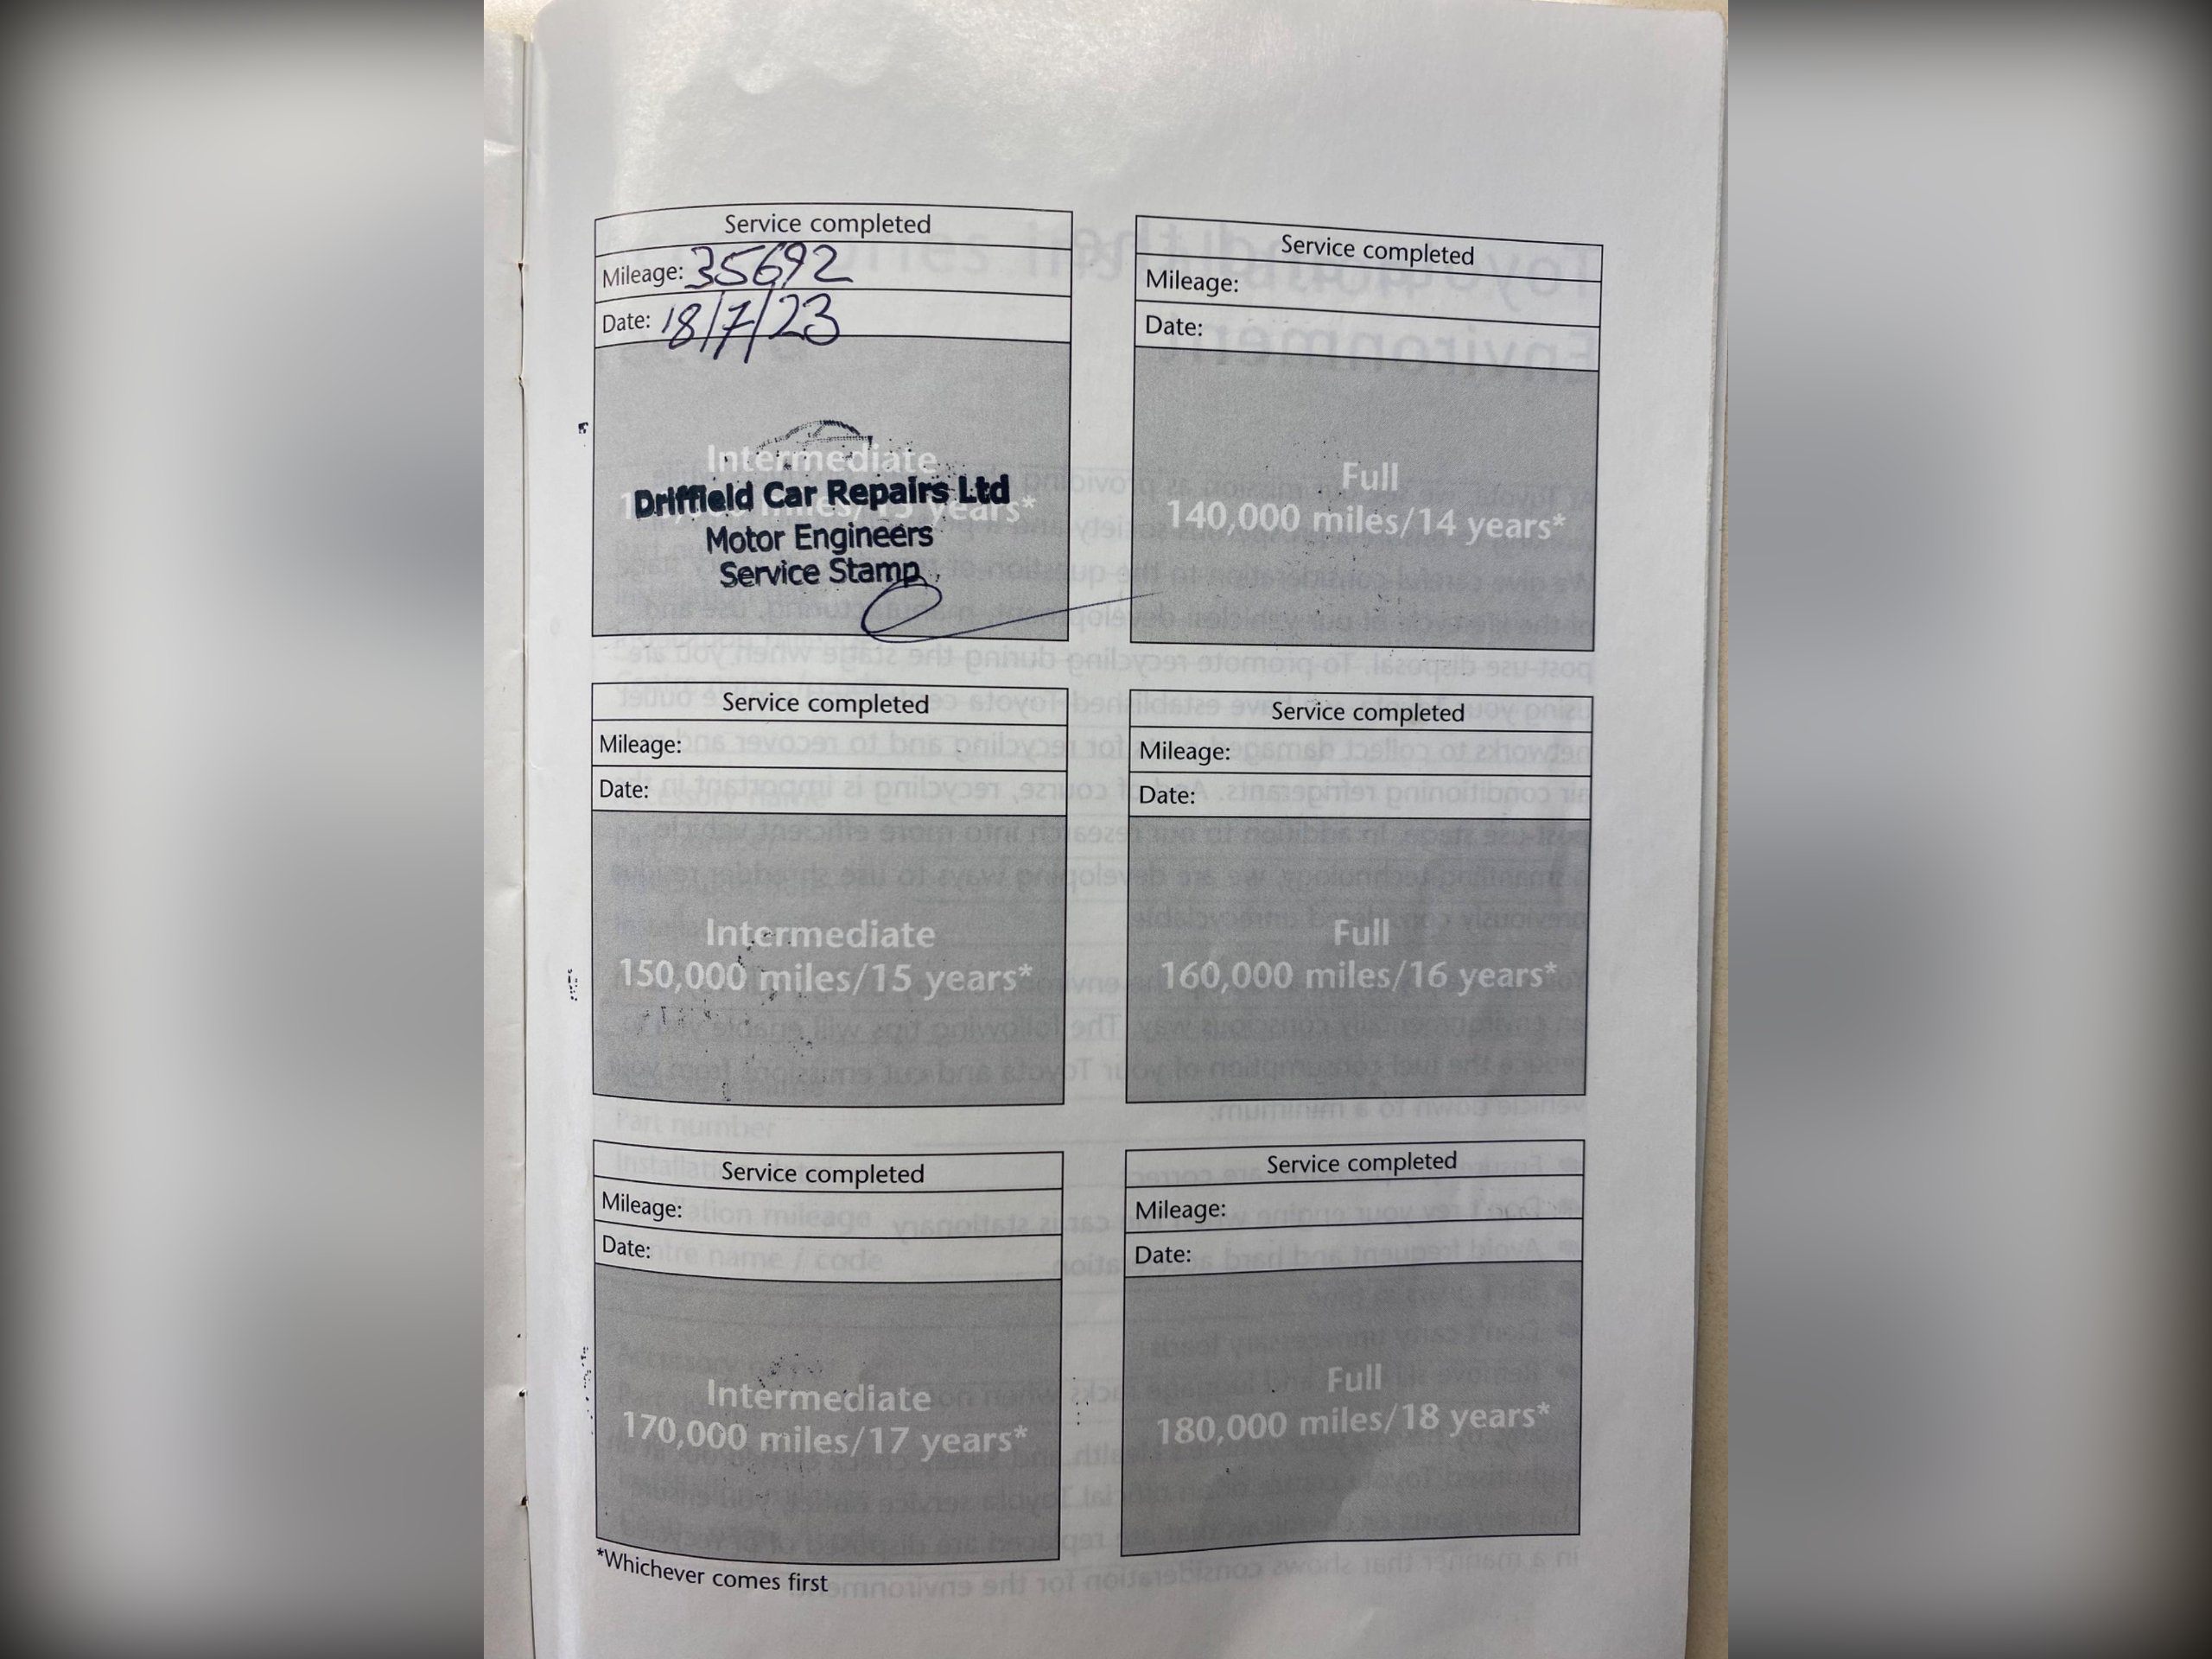 Service completed
Mileage: 35692
Date: 18/7/23
Intermediate
years*
Driffield Car Repairs Ltd
Motor Engineers
Service Stamp
Service completed
Mileage:
Date:
Full
140,000 miles/14 years*
Service completed
Mileage:
Date:
Intermediate
150,000 miles/15 years*
Service completed
Mileage:
Date:
Full
160,000 miles/16 years*
Service completed
Mileage:
Date:
Intermediate
170,000 miles/17 years*
Service completed
Mileage:
Date:
Full
180,000 miles/18 years*
*Whichever comes first